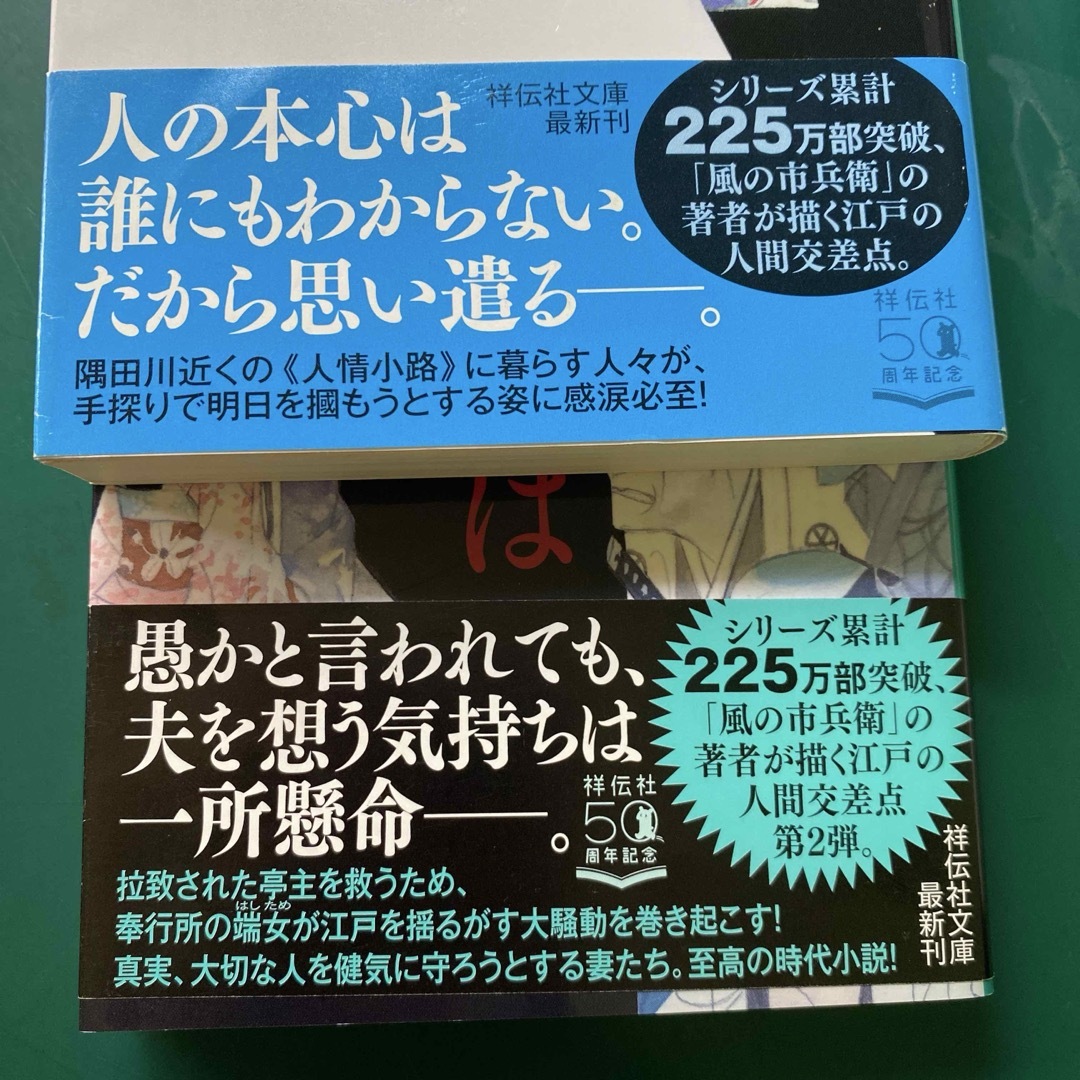 人の本心は
誰にもわからない。
だから思い遣る──。
隅田川近くの《人情小路》に暮らす人々が、
手探りで明日を摑もうとする姿に感涙必至!
祥伝社文庫
最新刊
シリーズ累計
225万部突破、
「風の市兵衛」の
著者が描く江戸の
人間交差点。
祥伝社
50
周年記念
は
愚かと言われても、
夫を想う気持ちは
一所懸命──。
祥伝社
50
周年記念
拉致された亭主を救うため、
奉行所の端女が江戸を揺るがす大騒動を巻き起こす!
はしため
真実、大切な人を健気に守ろうとする妻たち。至高の時代小説!
シリーズ累計
225万部突破、
「風の市兵衛」の
著者が描く江戸の
人間交差点
第2弾。
祥伝社文庫
最新刊